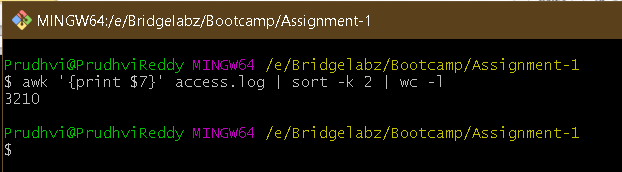 MINGW64:/e/Bridgelabz/Bootcamp/Assignment-1
Prudhvi@PrudhviReddy MINGW64 /e/Bridgelabz/Bootcamp/Assignment-1
$ awk '{print $7}' access.log | sort -k 2 | wc -l
3210
Prudhvi@PrudhviReddy MINGW64 /e/Bridgelabz/Bootcamp/Assignment-1
$